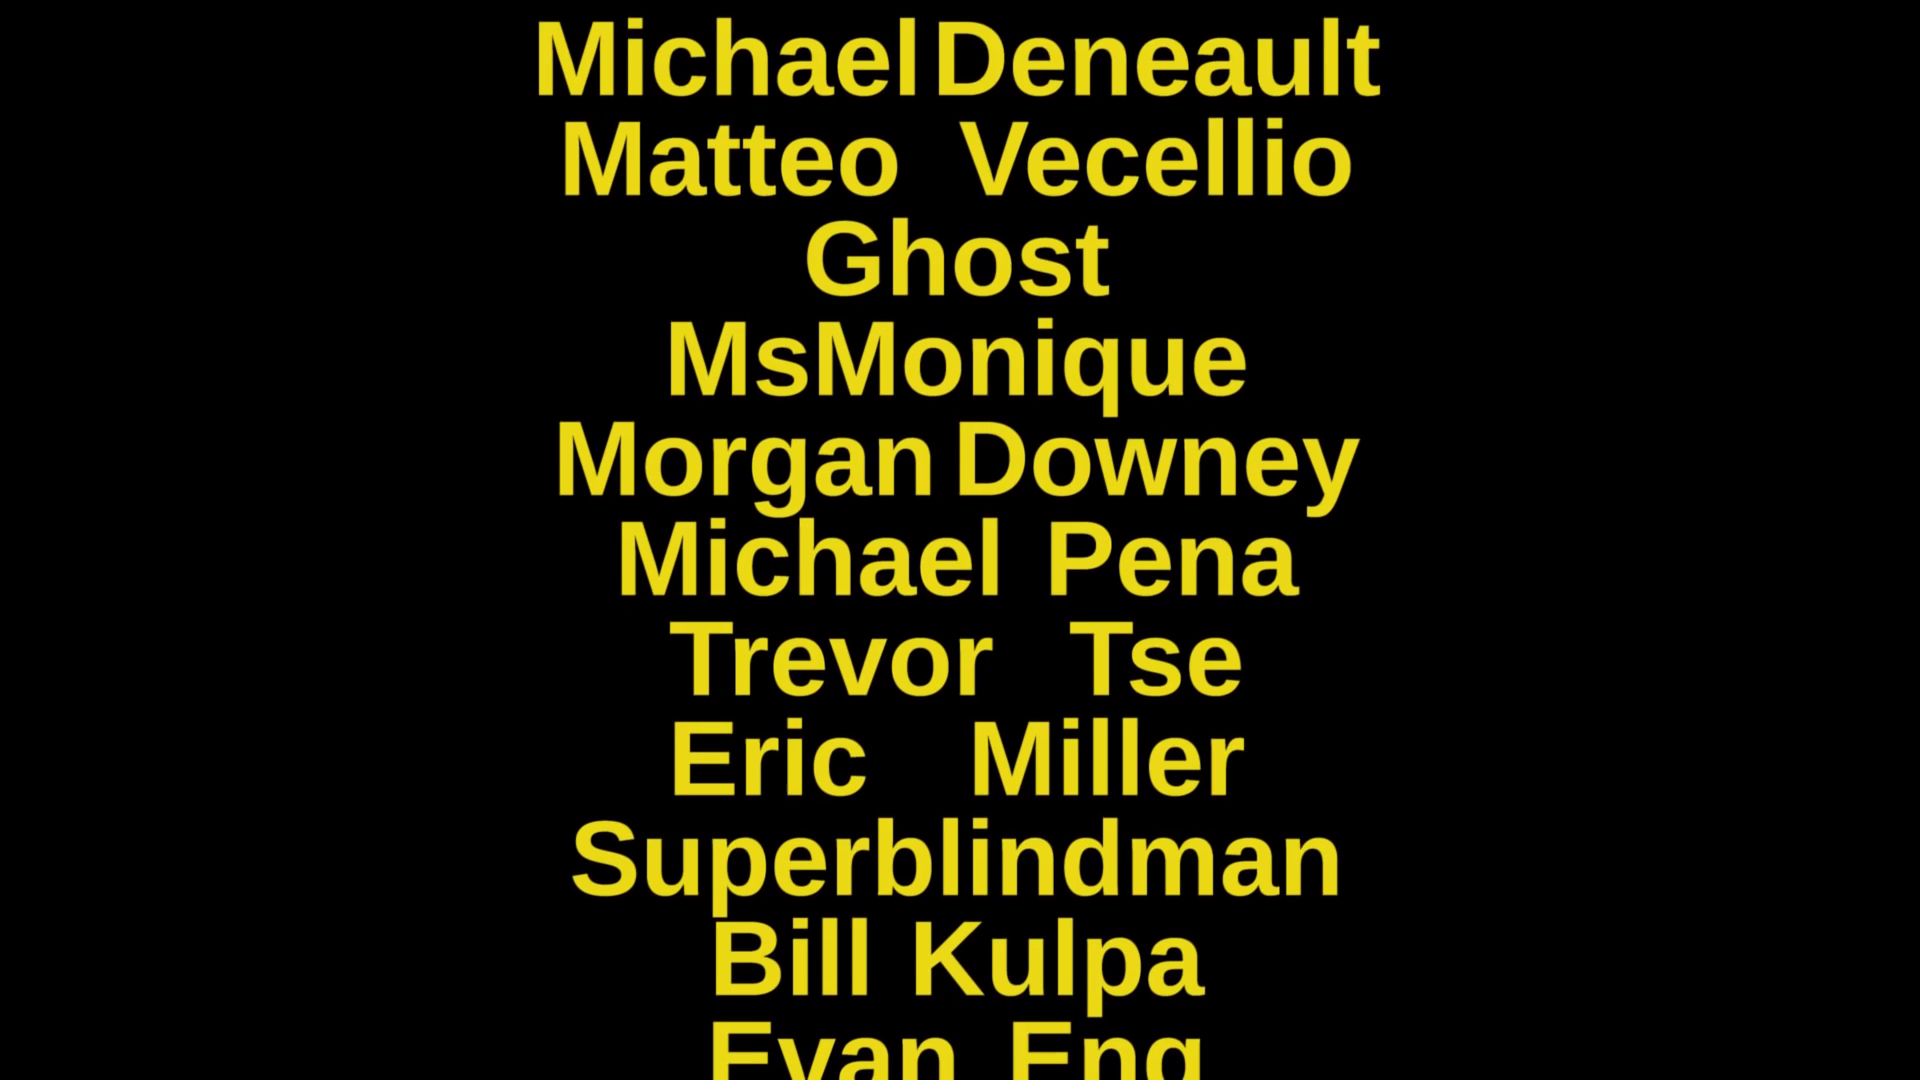 Michael Deneault
Matteo Vecellio
Ghost
MsMonique
Morgan Downey
Michael Pena
Trevor Tse
Eric Miller
Superblindman
Bill Kulpa
Evan Eng